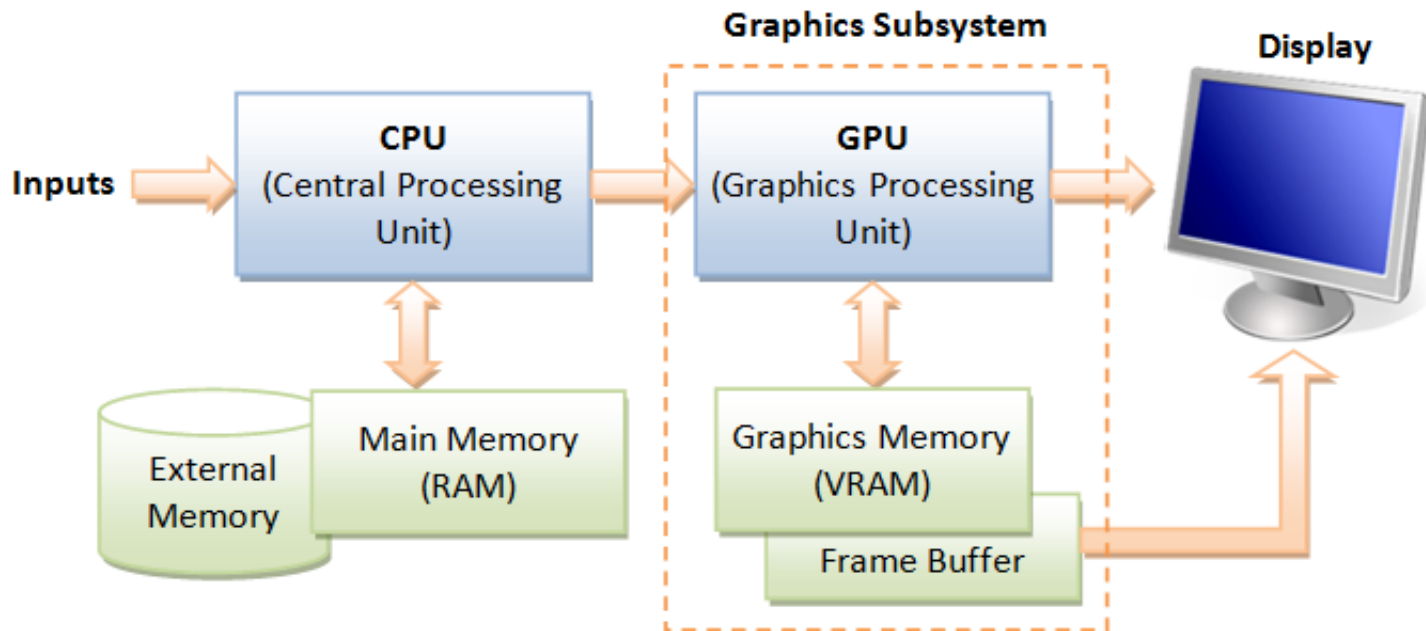 Graphics Subsystem
Display
Inputs
CPU
(Central Processing
Unit)
GPU
(Graphics Processing
Unit)
External
Memory
Main Memory
(RAM)
Graphics Memory
(VRAM)
Frame Buffer